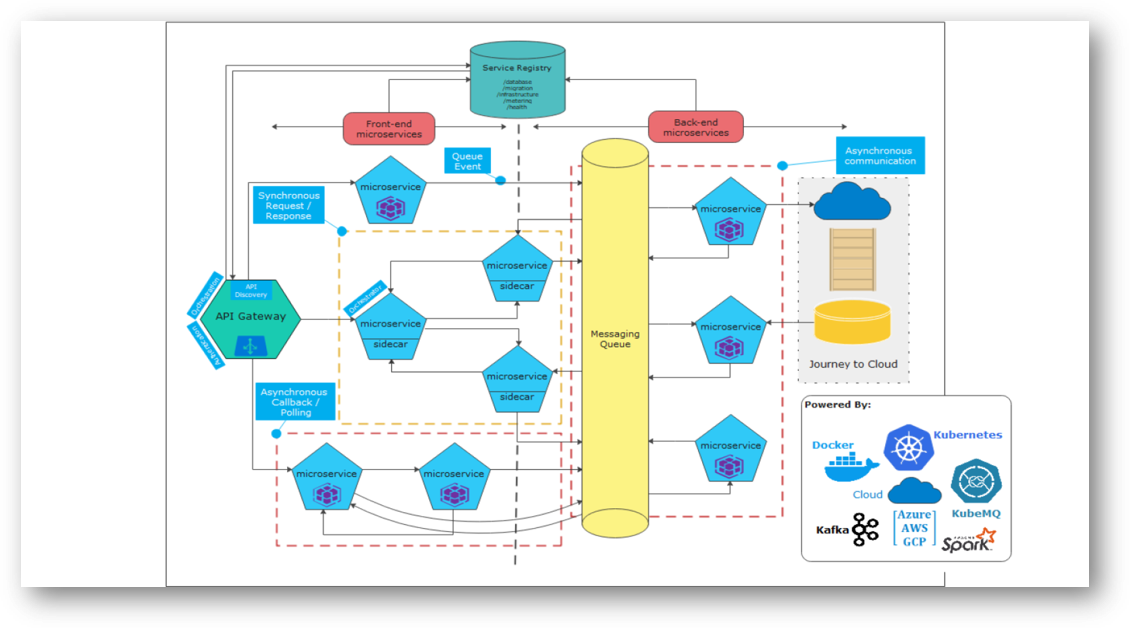 Service Registry
/database
/migration
/infrastructure
/metering
/health
Front-end
microservices
Back-end
microservices
Queue
Event
Asynchronous
communication
microservice
Synchronous
Request /
Response
microservice
microservice
sidecar
API
Discovery
API Gateway
microservice
sidecar
Messaging
Queue
microservice
microservice
sidecar
Journey to Cloud
Asynchronous
Callback /
Polling
microservice
microservice
microservice
Powered By:
Docker
Kubernetes
Cloud
KubeMQ
Kafka
Azure
AWS
GCP
APACHE
Spark